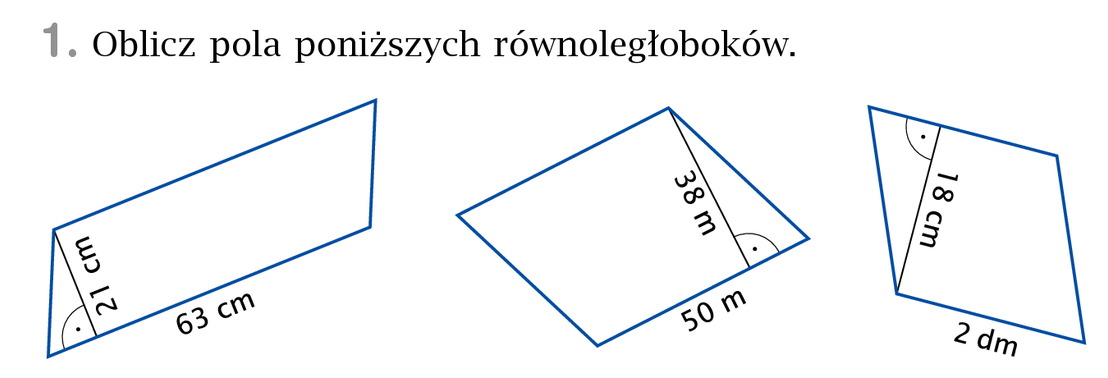 1. Oblicz pola poniższych równoległoboków.
21 cm
63 cm
38 m
50 m
18 cm
2 dm